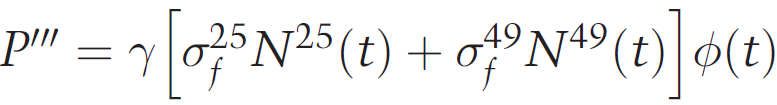 P''' = γ[σ_f^{25} N^{25}(t) + σ_f^{49} N^{49}(t)]ϕ(t)